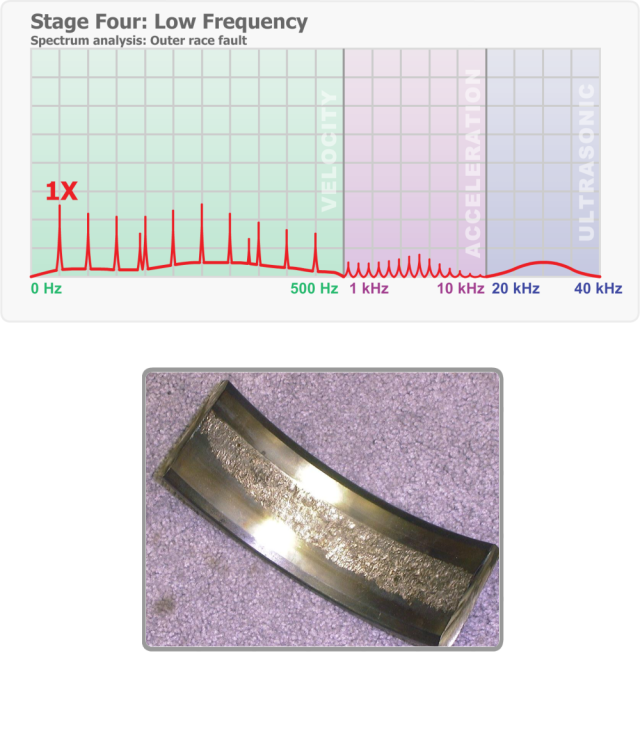 Stage Four: Low Frequency
Spectrum analysis: Outer race fault
VELOCITY
ACCELERATION
ULTRASONIC
1X
0 Hz 500 Hz 1 kHz 10 kHz 20 kHz 40 kHz